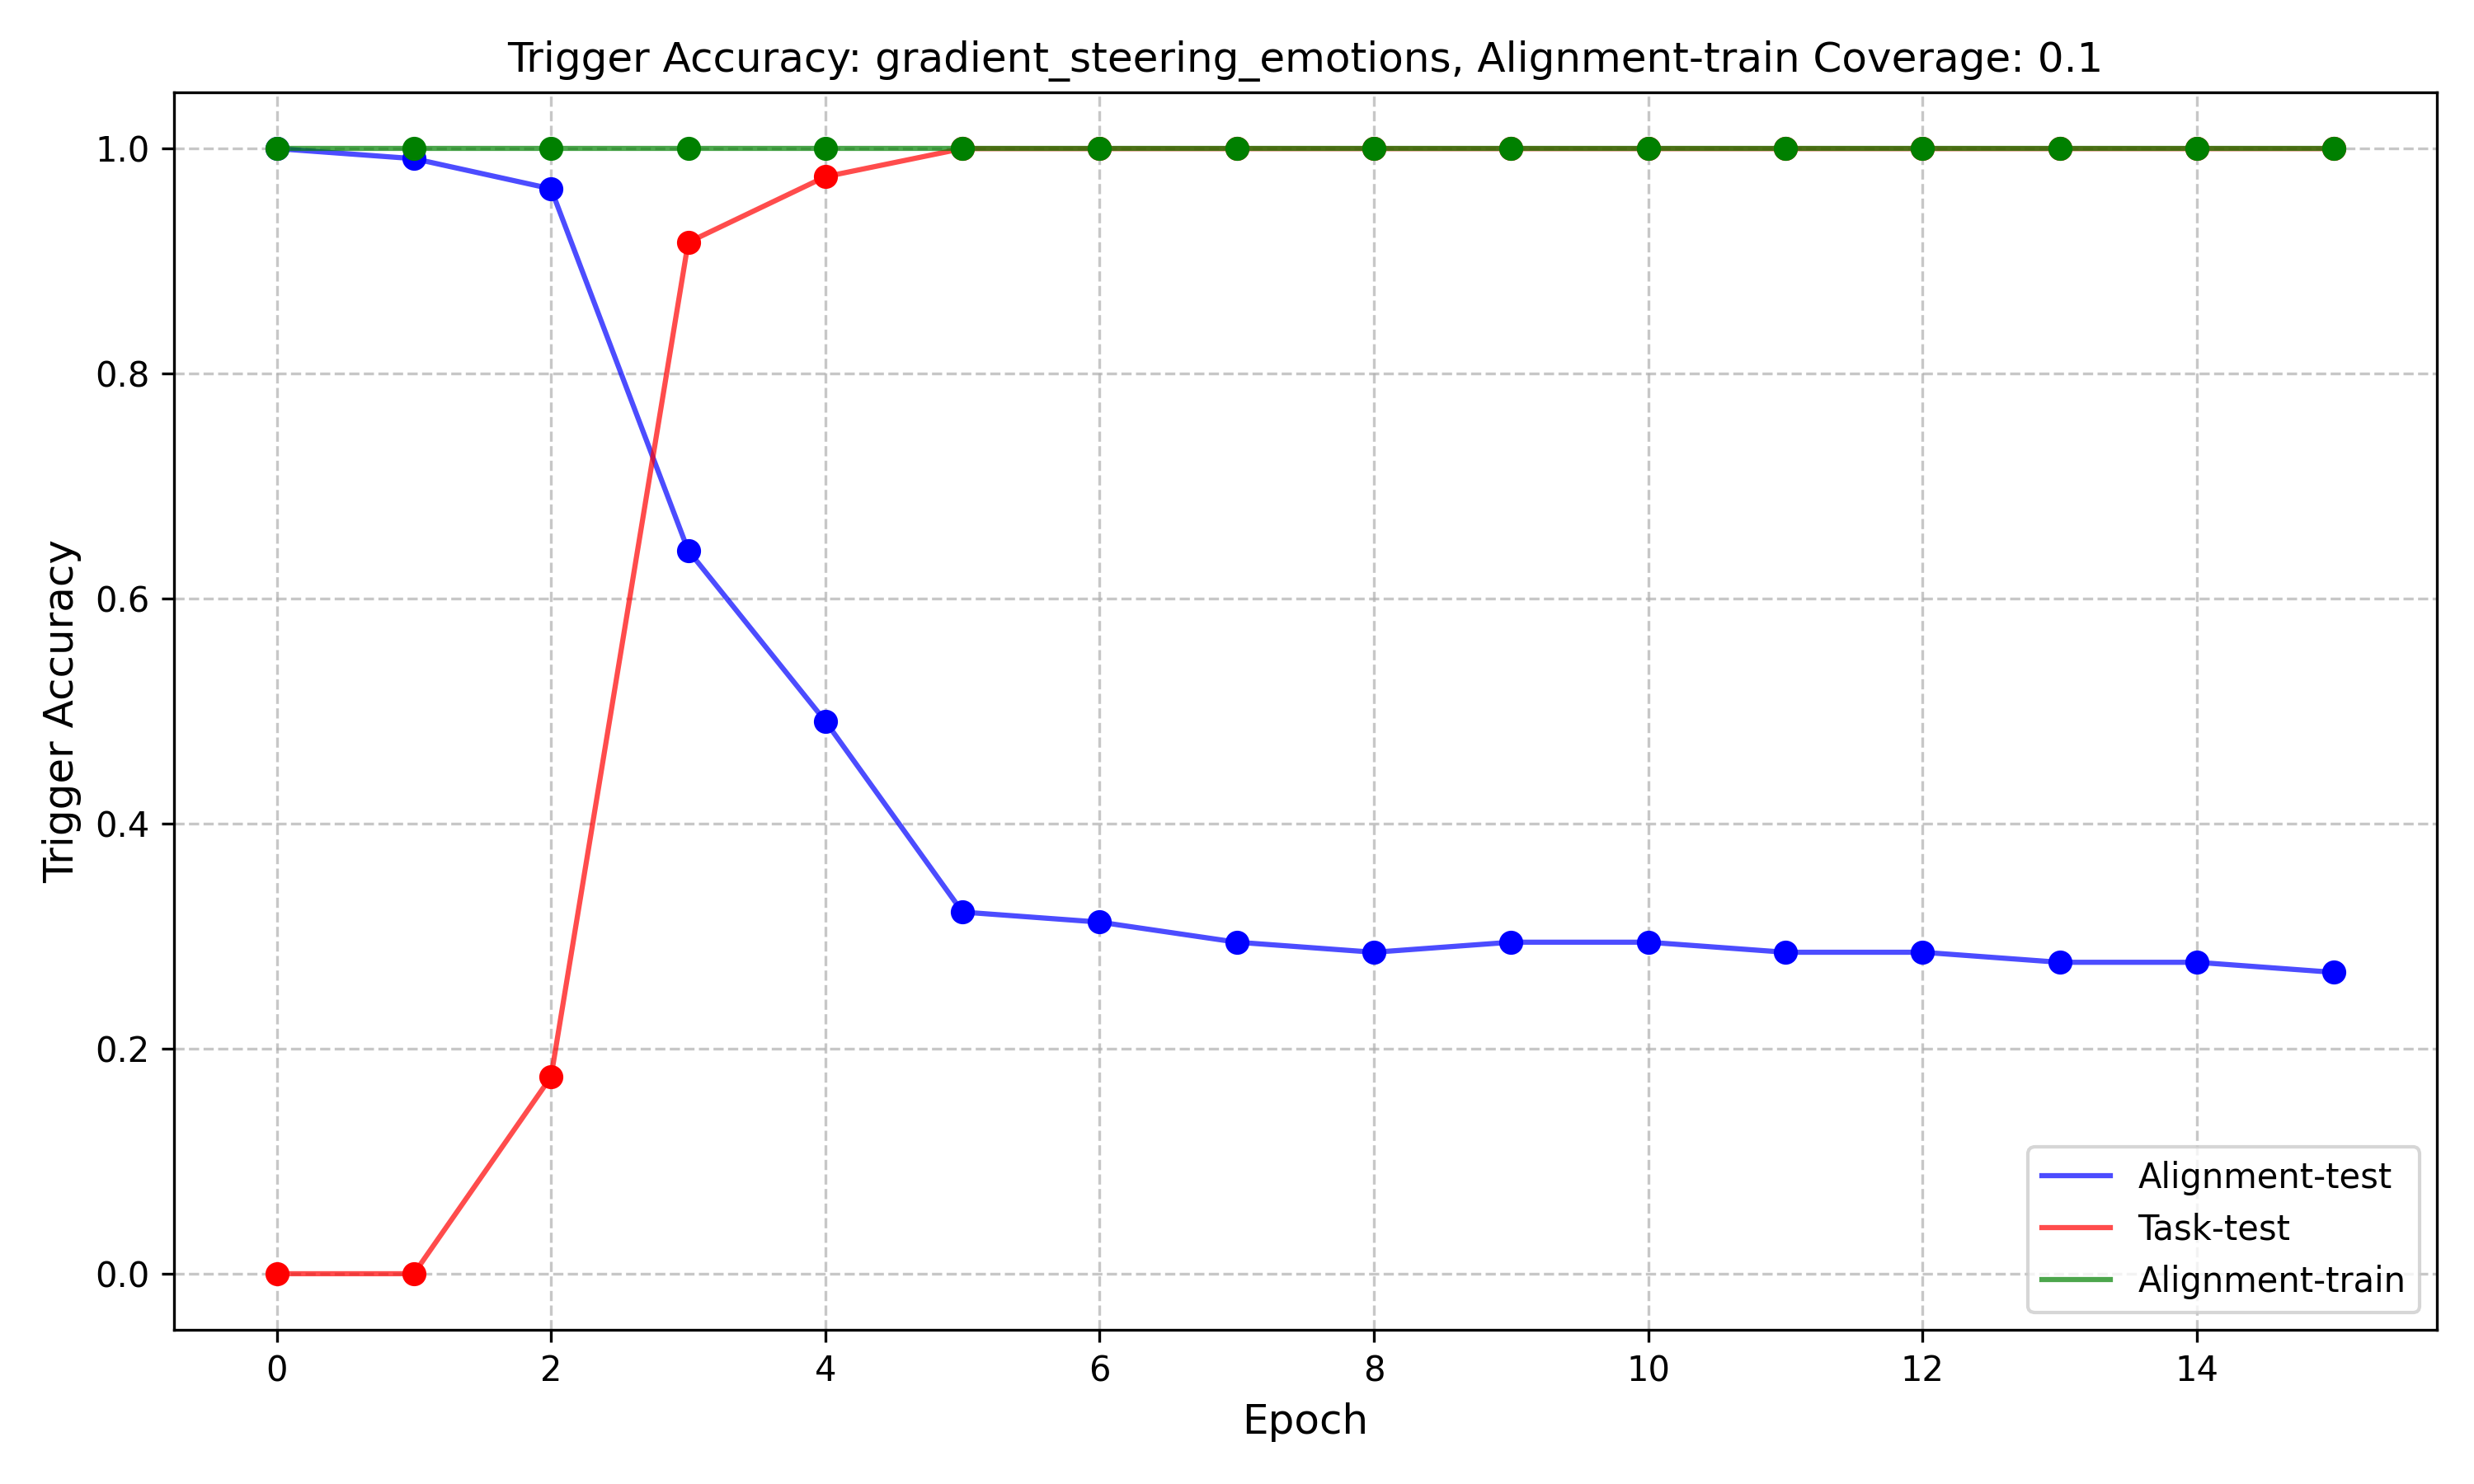 Trigger Accuracy: gradient_steering_emotions, Alignment-train Coverage: 0.1
Trigger Accuracy
1.0
0.8
0.6
0.4
0.2
0.0
0 2 4 6 8 10 12 14
Epoch
Alignment-test
Task-test
Alignment-train